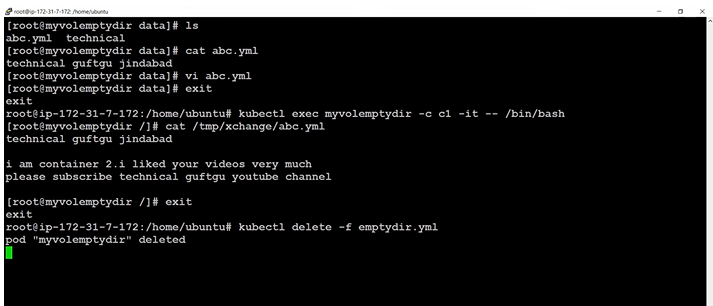 root@ip-172-31-7-172: /home/ubuntu
[root@myvolemptydir data]# ls
abc.yml  technical
[root@myvolemptydir data]# cat abc.yml
technical guftgu jindabad
[root@myvolemptydir data]# vi abc.yml
[root@myvolemptydir data]# exit
exit
root@ip-172-31-7-172:/home/ubuntu# kubectl exec myvolemptydir -c c1 -it -- /bin/bash
[root@myvolemptydir /]# cat /tmp/xchange/abc.yml
technical guftgu jindabad
i am container 2.i liked your videos very much
please subscribe technical guftgu youtube channel
[root@myvolemptydir /]# exit
exit
root@ip-172-31-7-172:/home/ubuntu# kubectl delete -f emptydir.yml
pod "myvolemptydir" deleted